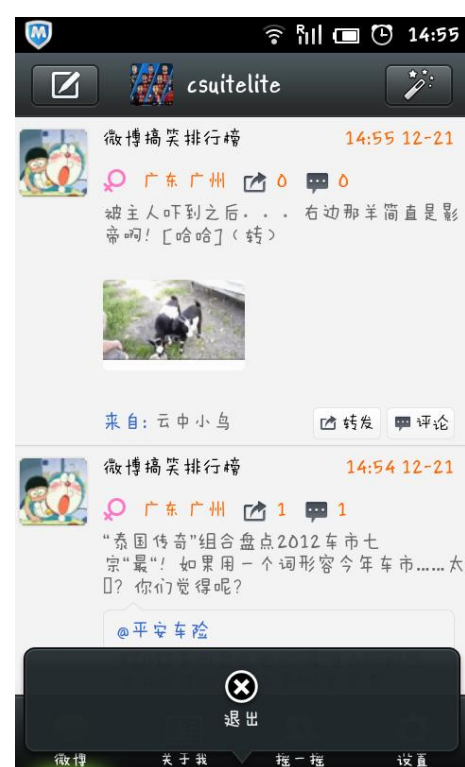 14:55
csuitelite
微博搞笑排行榜 14:55 12-21
广东 广州 0 0
被主人吓到之后... 右边那羊简直是影
帝啊! [哈哈] (转)
来自: 云中小鸟 转发 评论
微博搞笑排行榜 14:54 12-21
广东 广州 1 1
“泰国传奇”组合盘点2012车市七
宗“最“! 如果用一个词形容今年车市......太
? 你们觉得呢?
@平安车险
退出
微博 关于我 摇一摇 设置